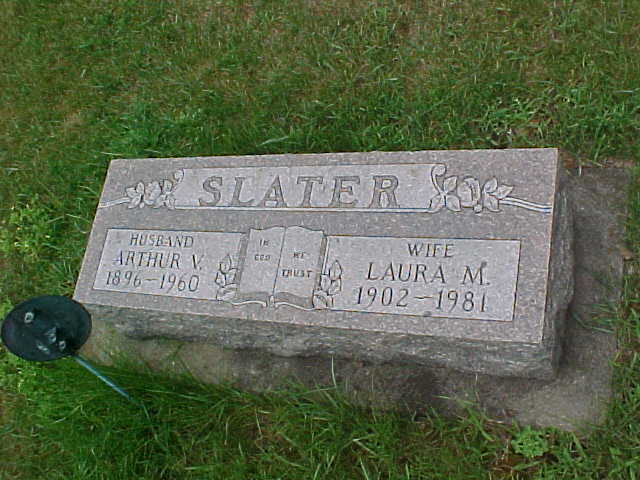 SLATER
HUSBAND
ARTHUR V.
1896-1960
IN
GOD
WE
TRUST
WIFE
LAURA M.
1902-1981